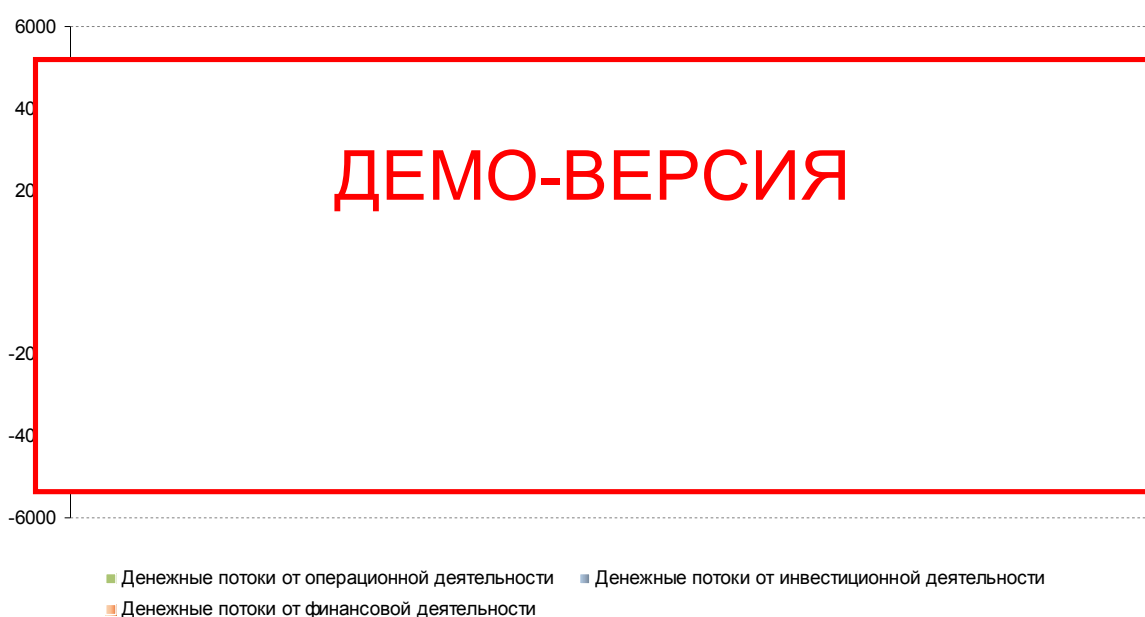 6000
40
ДЕМО-ВЕРСИЯ
20
-20
-40
-6000
Денежные потоки от операционной деятельности Денежные потоки от инвестиционной деятельности
Денежные потоки от финансовой деятельности